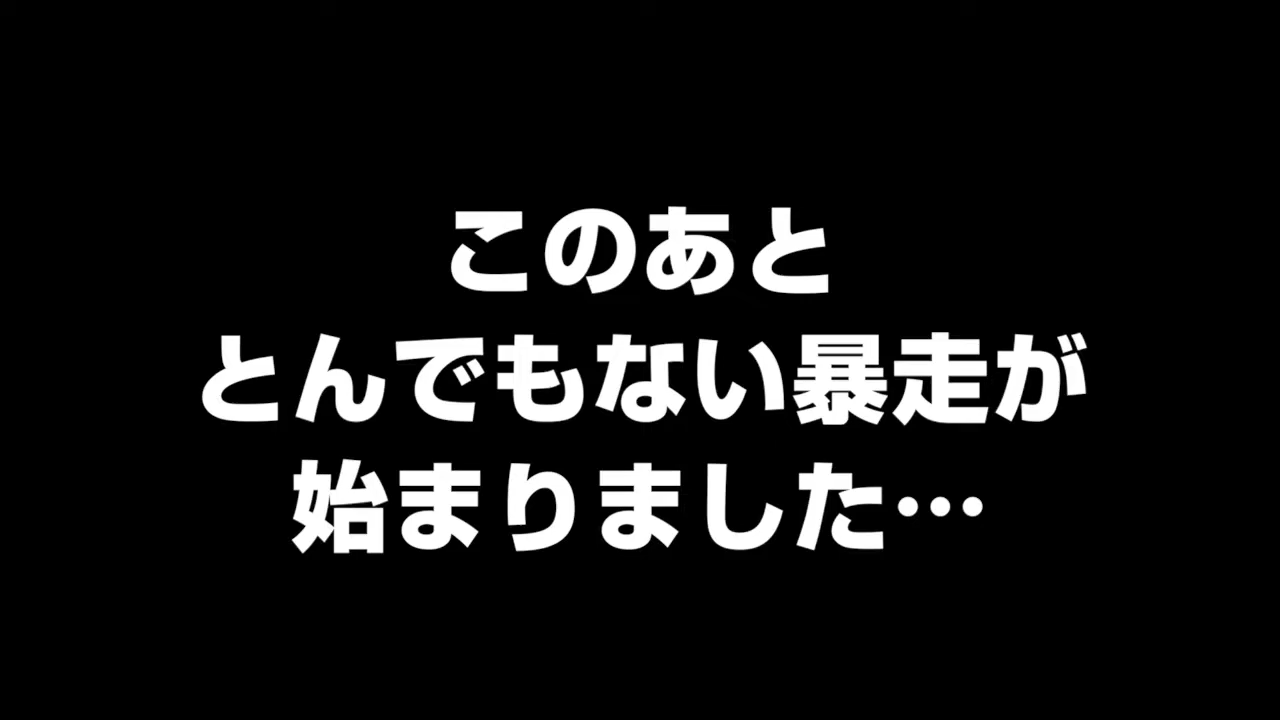 このあと
とんでもない暴走が
始まりました…